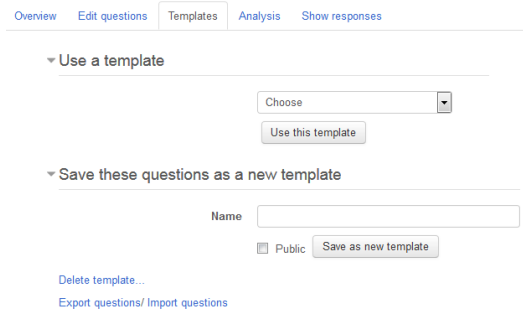 Overview Edit questions Templates Analysis Show responses
Use a template
Choose
Use this template
Save these questions as a new template
Name
Public Save as new template
Delete template...
Export questions/ Import questions